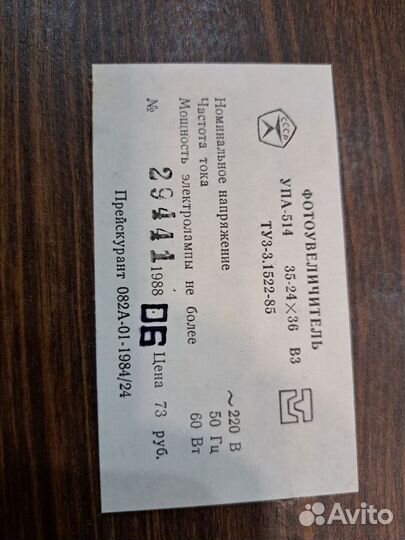 СССР
ФОТОУВЕЛИЧИТЕЛЬ
УПА-514 35-24×36 В3
ТУ3-3.1522-85
Номинальное напряжение ~220 В
Частота тока 50 Гц
Мощность электролампы не более 60 Вт
№ 29441 1988 06 Цена 73 руб.
Прейскурант 082А-01-1984/24
Avito